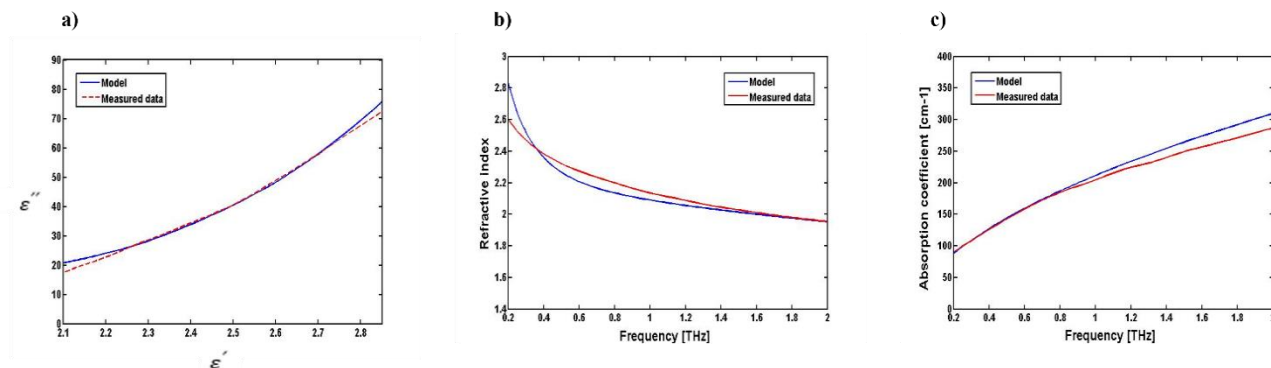 a)
90
80
70
60
50
40
30
20
10
0
2.1 2.2 2.3 2.4 2.5 2.6 2.7 2.8
ε″
ε′
Model
Measured data
b)
3
2.8
2.6
2.4
2.2
2
1.8
1.6
1.4
0.2 0.4 0.6 0.8 1 1.2 1.4 1.6 1.8 2
Refractive Index
Frequency [THz]
Model
Measured data
c)
400
350
300
250
200
150
100
50
0
0.2 0.4 0.6 0.8 1 1.2 1.4 1.6 1.8
Absorption coefficient [cm-1]
Frequency [THz]
Model
Measured data